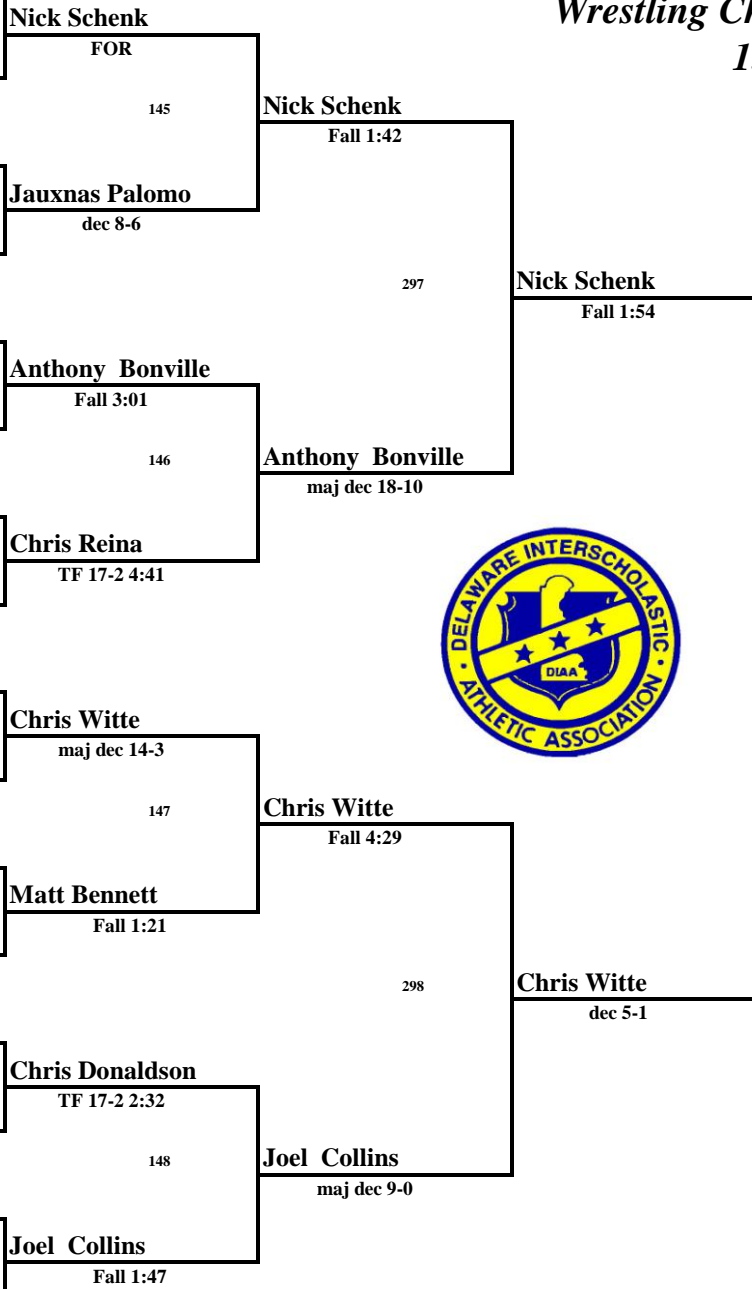 Wrestling
Nick Schenk
FOR
145
Nick Schenk
Fall 1:42
Jauxnas Palomo
dec 8-6
297
Nick Schenk
Fall 1:54
Anthony Bonville
Fall 3:01
146
Anthony Bonville
maj dec 18-10
Chris Reina
TF 17-2 4:41
DELAWARE INTERSCHOLASTIC
DIAA
ATHLETIC ASSOCIATION
Chris Witte
maj dec 14-3
147
Chris Witte
Fall 4:29
Matt Bennett
Fall 1:21
298
Chris Witte
dec 5-1
Chris Donaldson
TF 17-2 2:32
148
Joel Collins
maj dec 9-0
Joel Collins
Fall 1:47